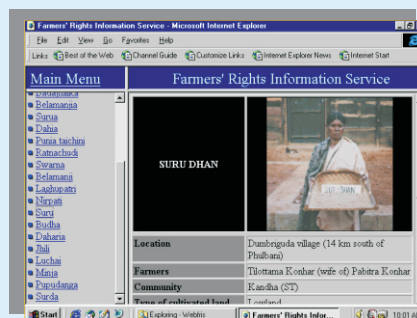 Farmers' Rights Information Service - Microsoft Internet Explorer
File Edit View Go Favorites Help
Links Best of the Web Channel Guide Customize Links Internet Explorer News Internet Start
Main Menu
Farmers' Rights Information Service
Belamanjia
Surua
Dahia
Punia taichini
Ratnachudi
Swarna
Belamanji
Laghupatri
Nirpati
Suru
Budha
Daharia
Jhili
Luchai
Minja
Pupudanga
Surda
SURU DHAN
SURU DHAN
Location Dumbriguda village (14 km south of
Phulbani)
Farmers Tilottama Konhar (wife of) Pabitra Konhar
Community Kandha (ST)
Type of cultivated land Lowland
Start Exploring - Webfris Farmers' Rights Infor... 10:01